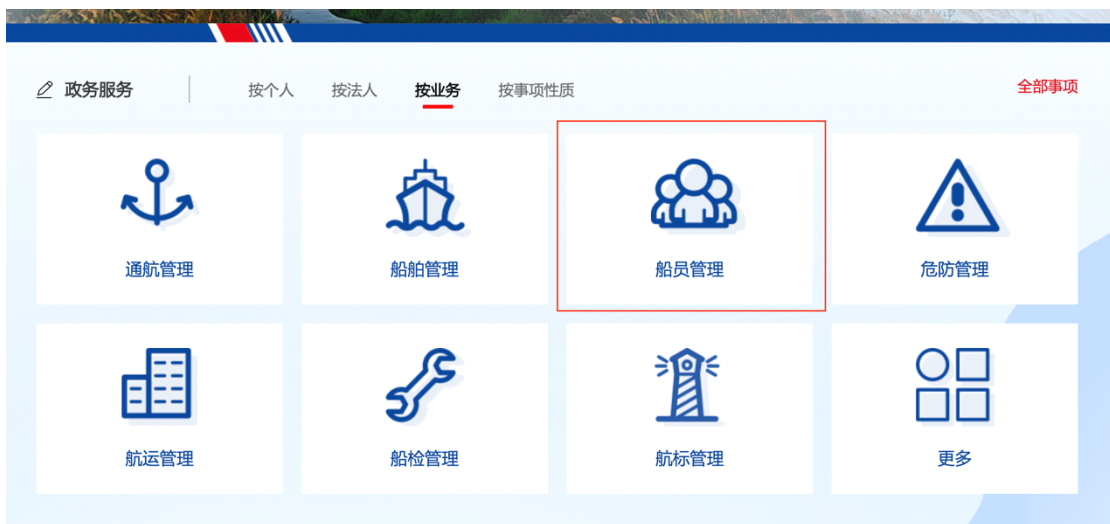 政务服务 按个人 按法人 按业务 按事项性质 全部事项
通航管理 船舶管理 船员管理 危防管理
航运管理 船检管理 航标管理 更多